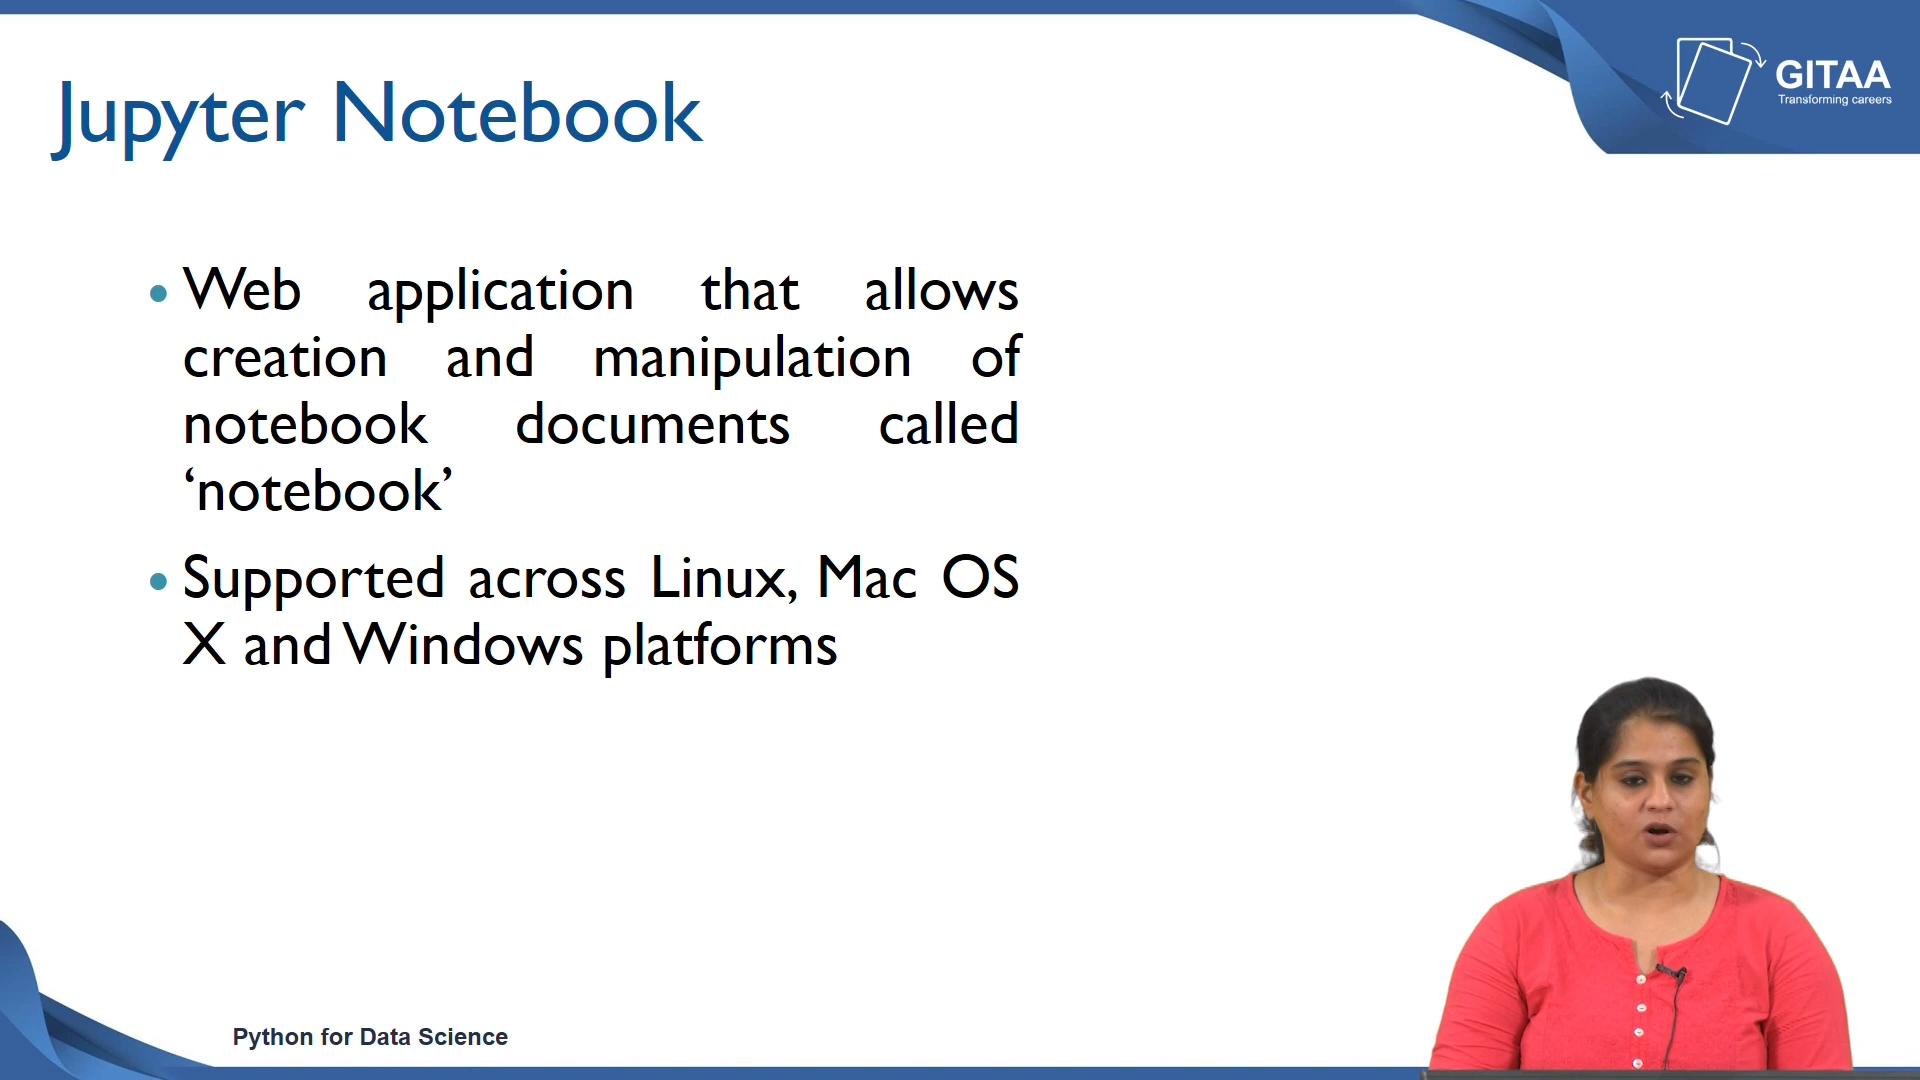 GITAA
Transforming careers
Jupyter Notebook
• Web application that allows
creation and manipulation of
notebook documents called
‘notebook’
• Supported across Linux, Mac OS
X and Windows platforms
Python for Data Science